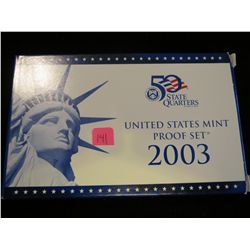 50
STATE QUARTERS
141
UNITED STATES MINT
PROOF SET®
2003